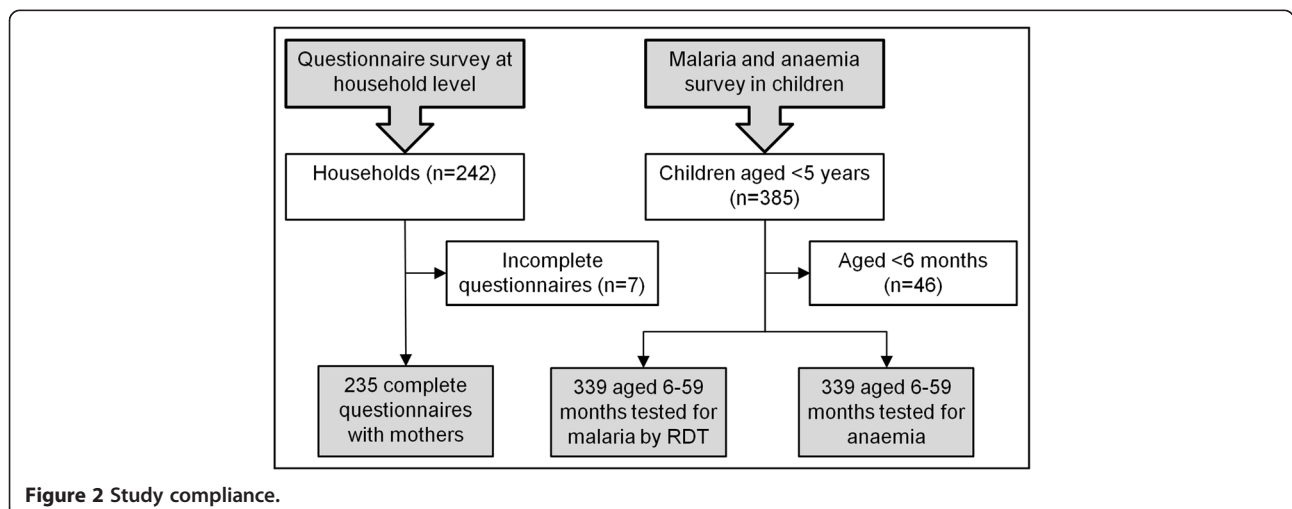 Questionnaire survey at
household level
Malaria and anaemia
survey in children
Households (n=242)
Children aged <5 years
(n=385)
Incomplete
questionnaires (n=7)
Aged <6 months
(n=46)
235 complete
questionnaires
with mothers
339 aged 6-59
months tested for
malaria by RDT
339 aged 6-59
months tested for
anaemia
Figure 2 Study compliance.